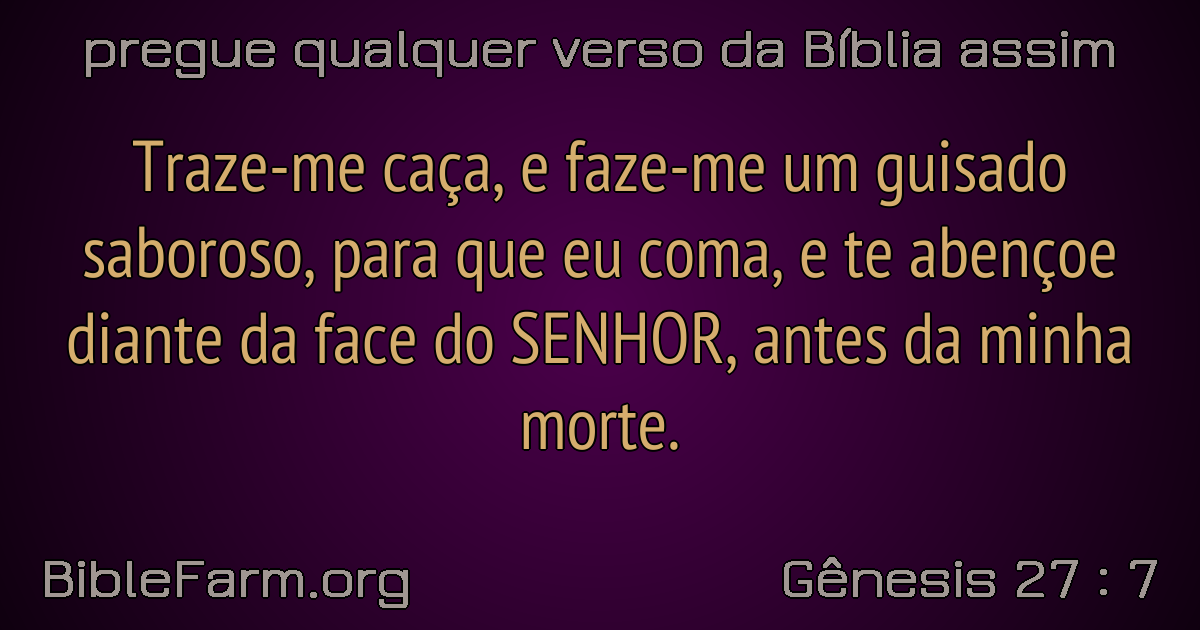 pregue qualquer verso da Bíblia assim
Traze-me caça, e faze-me um guisado
saboroso, para que eu coma, e te abençoe
diante da face do SENHOR, antes da minha
morte.
BibleFarm.org
Gênesis 27 : 7